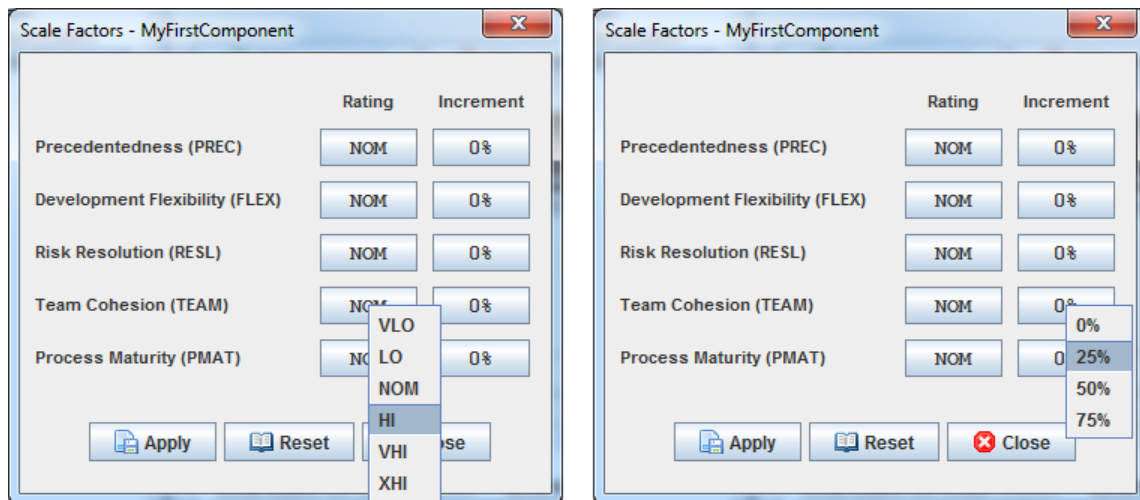 Scale Factors - MyFirstComponent
Rating Increment
Precedentedness (PREC) NOM 0%
Development Flexibility (FLEX) NOM 0%
Risk Resolution (RESL) NOM 0%
Team Cohesion (TEAM) 0%
Process Maturity (PMAT) 0%
VLO
LO
NOM
HI
VHI
XHI
Apply Reset
Scale Factors - MyFirstComponent
Rating Increment
Precedentedness (PREC) NOM 0%
Development Flexibility (FLEX) NOM 0%
Risk Resolution (RESL) NOM 0%
Team Cohesion (TEAM) NOM
Process Maturity (PMAT) NOM
0%
25%
50%
75%
Apply Reset Close